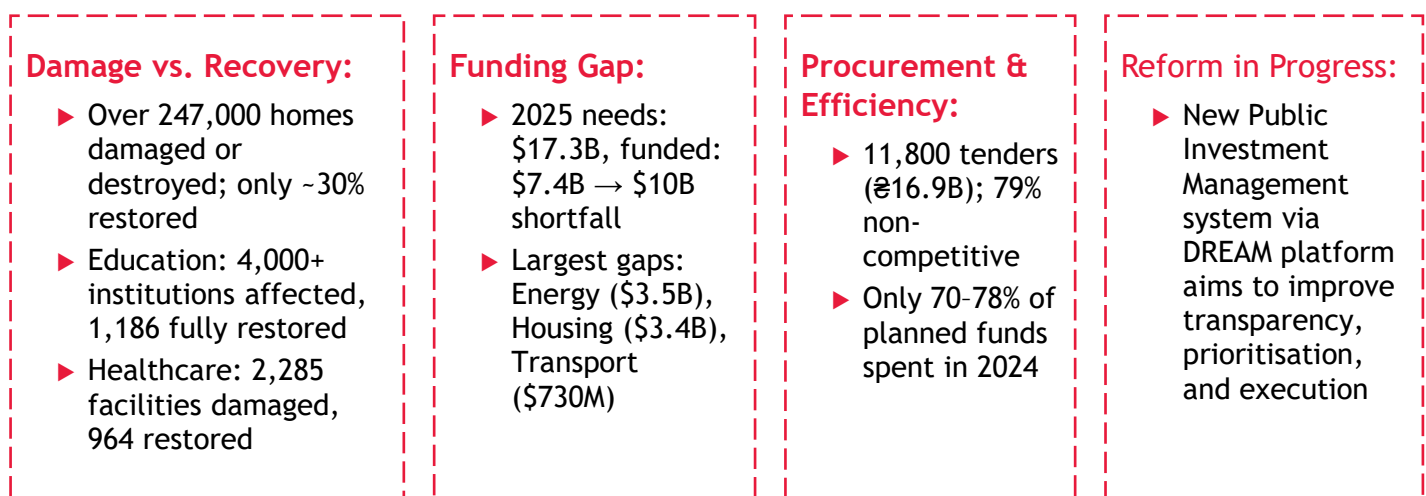 Damage vs. Recovery:
▶ Over 247,000 homes
damaged or
destroyed; only ~30%
restored
▶ Education: 4,000+
institutions affected,
1,186 fully restored
▶ Healthcare: 2,285
facilities damaged,
964 restored
Funding Gap:
▶ 2025 needs:
$17.3B, funded:
$7.4B → $10B
shortfall
▶ Largest gaps:
Energy ($3.5B),
Housing ($3.4B),
Transport
($730M)
Procurement &
Efficiency:
▶ 11,800 tenders
(₴16.9B); 79%
non-
competitive
▶ Only 70–78% of
planned funds
spent in 2024
Reform in Progress:
▶ New Public
Investment
Management
system via
DREAM platform
aims to improve
transparency,
prioritisation,
and execution